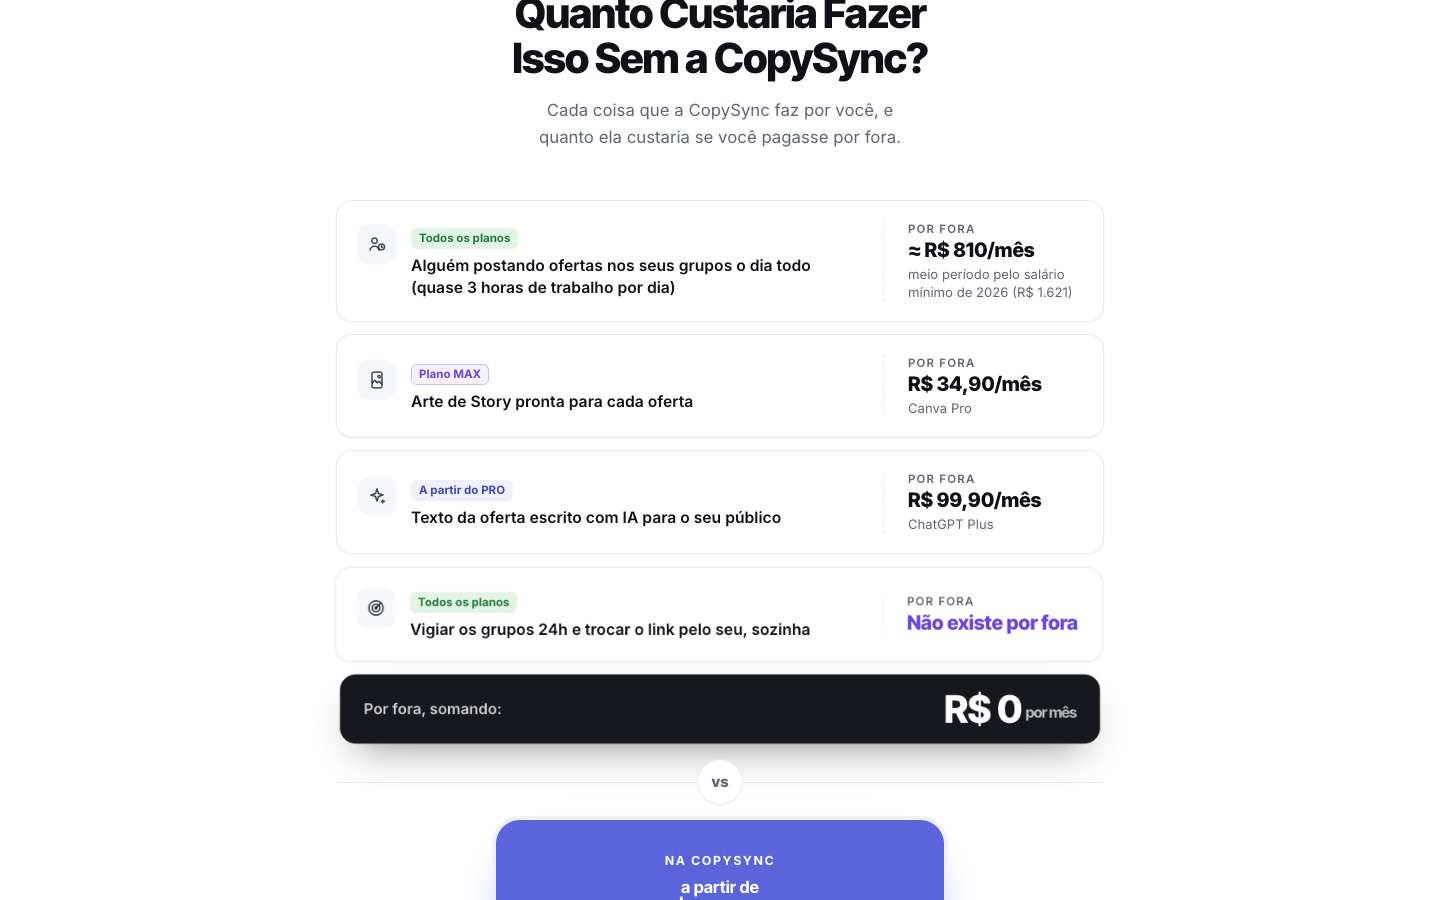 Quanto Custaria Fazer
Isso Sem a CopySync?
Cada coisa que a CopySync faz por você, e
quanto ela custaria se você pagasse por fora.
Todos os planos
Alguém postando ofertas nos seus grupos o dia todo
(quase 3 horas de trabalho por dia)
POR FORA
≈ R$ 810/mês
meio período pelo salário
mínimo de 2026 (R$ 1.621)
Plano MAX
Arte de Story pronta para cada oferta
POR FORA
R$ 34,90/mês
Canva Pro
A partir do PRO
Texto da oferta escrito com IA para o seu público
POR FORA
R$ 99,90/mês
ChatGPT Plus
Todos os planos
Vigiar os grupos 24h e trocar o link pelo seu, sozinha
POR FORA
Não existe por fora
Por fora, somando:
R$ 0 por mês
vs
NA COPYSYNC
a partir de